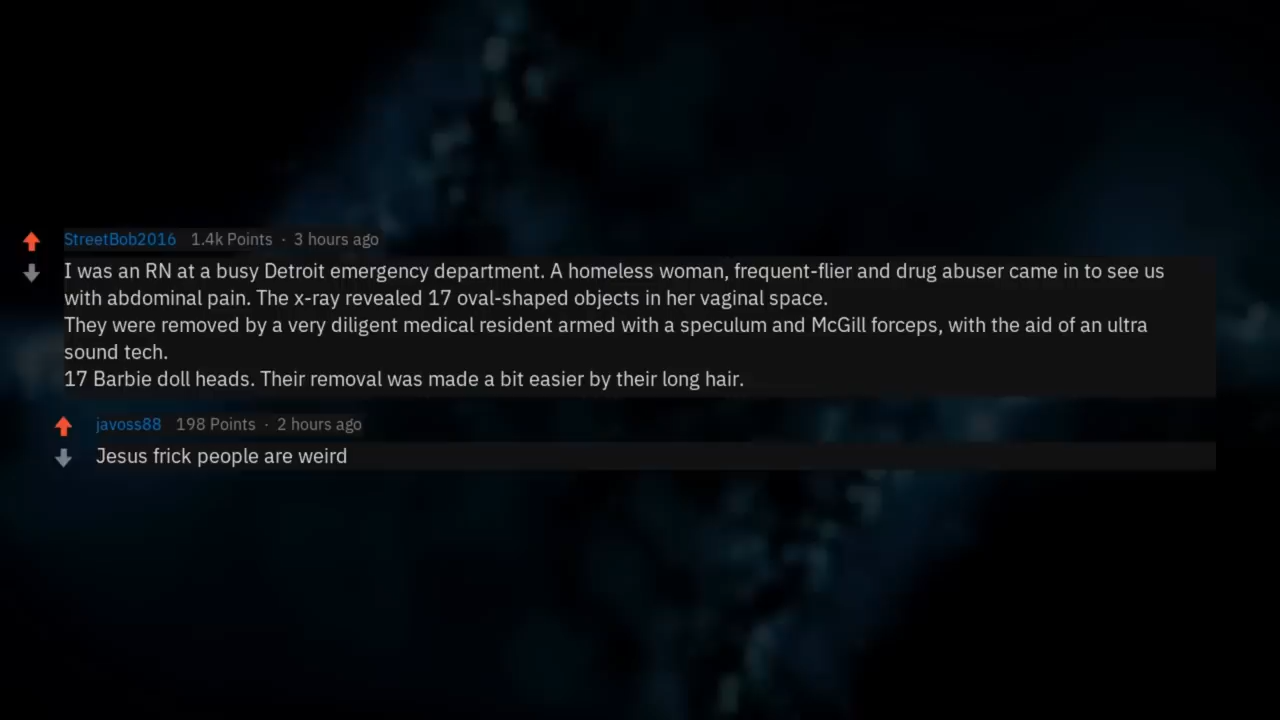 StreetBob2016 1.4k Points · 3 hours ago
I was an RN at a busy Detroit emergency department. A homeless woman, frequent-flier and drug abuser came in to see us
with abdominal pain. The x-ray revealed 17 oval-shaped objects in her vaginal space.
They were removed by a very diligent medical resident armed with a speculum and McGill forceps, with the aid of an ultra
sound tech.
17 Barbie doll heads. Their removal was made a bit easier by their long hair.
javoss88 198 Points · 2 hours ago
Jesus frick people are weird